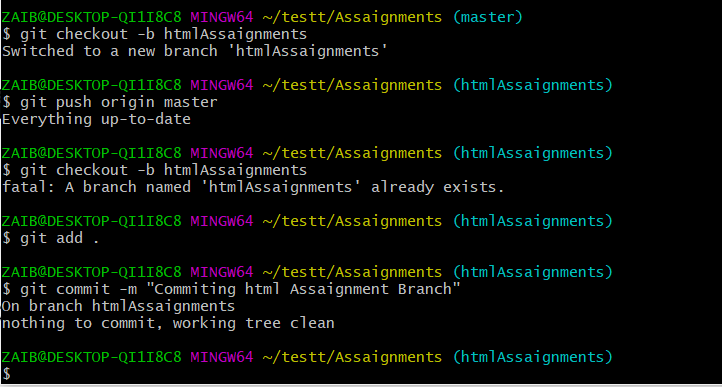 ZAIB@DESKTOP-QI1I8C8 MINGW64 ~/testt/Assaignments (master)
$ git checkout -b htmlAssaignments
Switched to a new branch 'htmlAssaignments'
ZAIB@DESKTOP-QI1I8C8 MINGW64 ~/testt/Assaignments (htmlAssaignments)
$ git push origin master
Everything up-to-date
ZAIB@DESKTOP-QI1I8C8 MINGW64 ~/testt/Assaignments (htmlAssaignments)
$ git checkout -b htmlAssaignments
fatal: A branch named 'htmlAssaignments' already exists.
ZAIB@DESKTOP-QI1I8C8 MINGW64 ~/testt/Assaignments (htmlAssaignments)
$ git add .
ZAIB@DESKTOP-QI1I8C8 MINGW64 ~/testt/Assaignments (htmlAssaignments)
$ git commit -m "Commiting html Assaignment Branch"
On branch htmlAssaignments
nothing to commit, working tree clean
ZAIB@DESKTOP-QI1I8C8 MINGW64 ~/testt/Assaignments (htmlAssaignments)
$